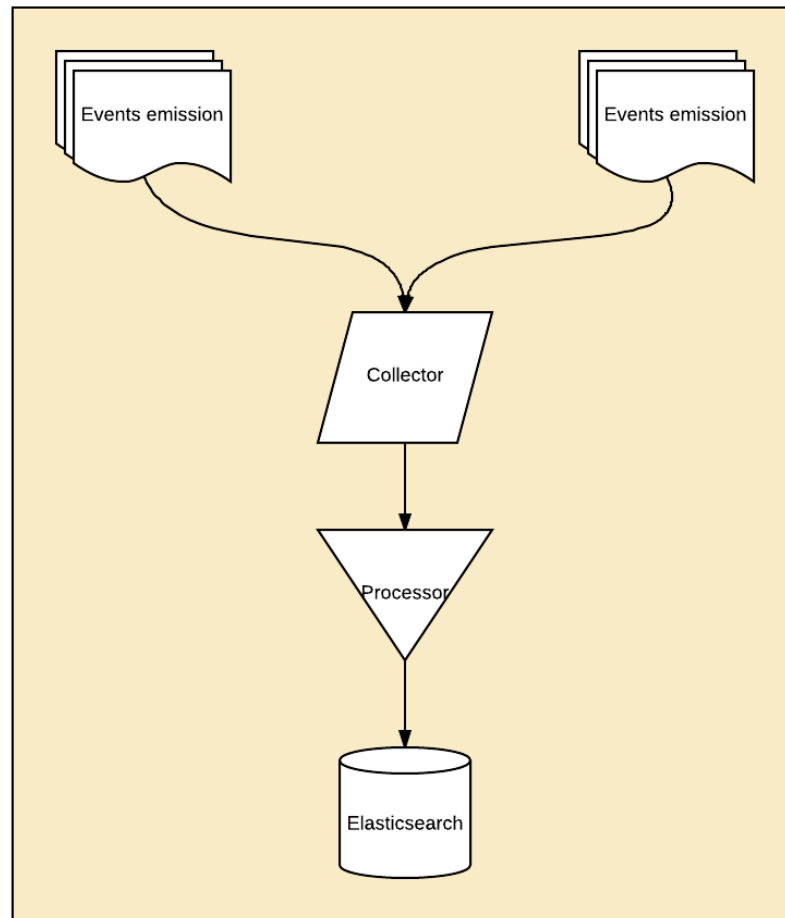 Events emission
Events emission
Collector
Processor
Elasticsearch